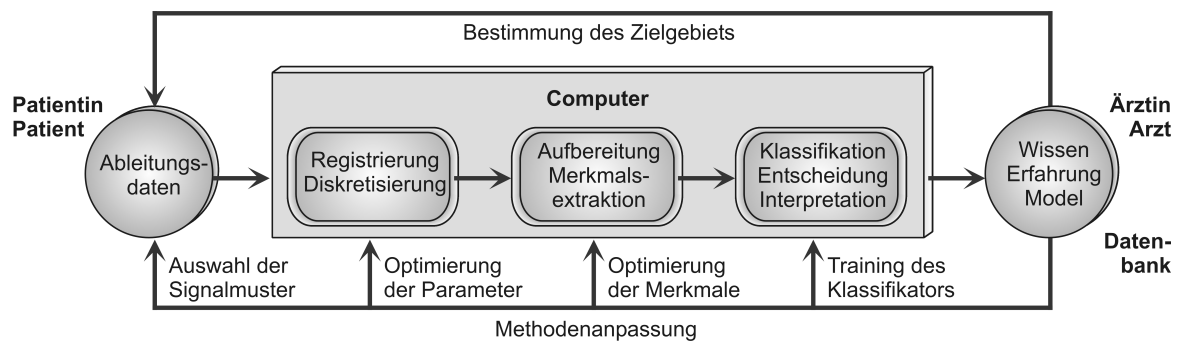 Bestimmung des Zielgebiets
Patientin
Patient
Computer
Ärztin
Arzt
Ableitungs-
daten
Registrierung
Diskretisierung
Aufbereitung
Merkmals-
extraktion
Klassifikation
Entscheidung
Interpretation
Wissen
Erfahrung
Model
Daten-
bank
Auswahl der
Signalmuster
Optimierung
der Parameter
Optimierung
der Merkmale
Training des
Klassifikators
Methodenanpassung